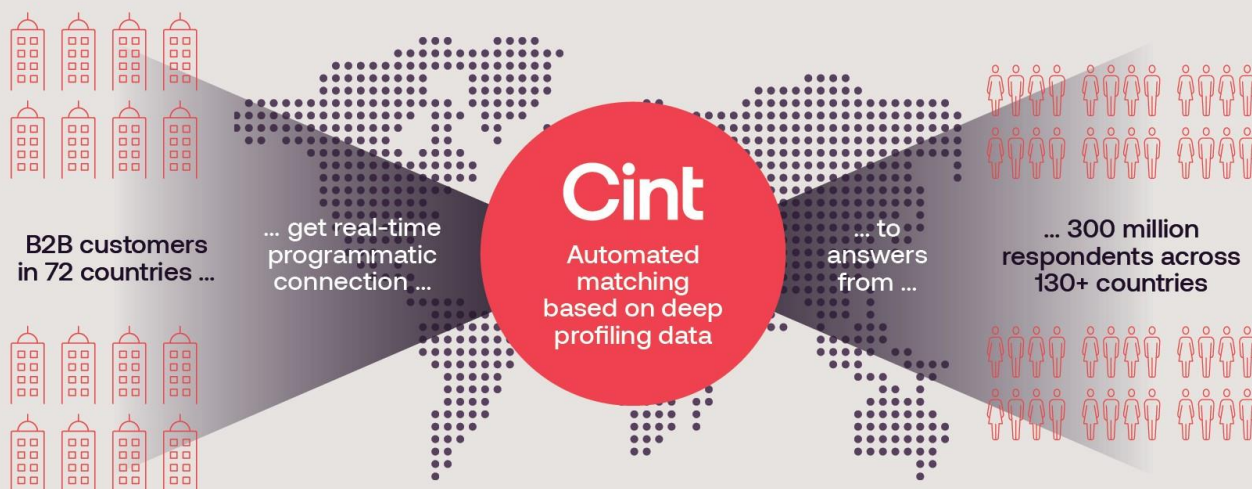 B2B customers
in 72 countries ...
... get real-time
programmatic
connection ...
Cint
Automated
matching
based on deep
profiling data
... to
answers
from ...
... 300 million
respondents across
130+ countries